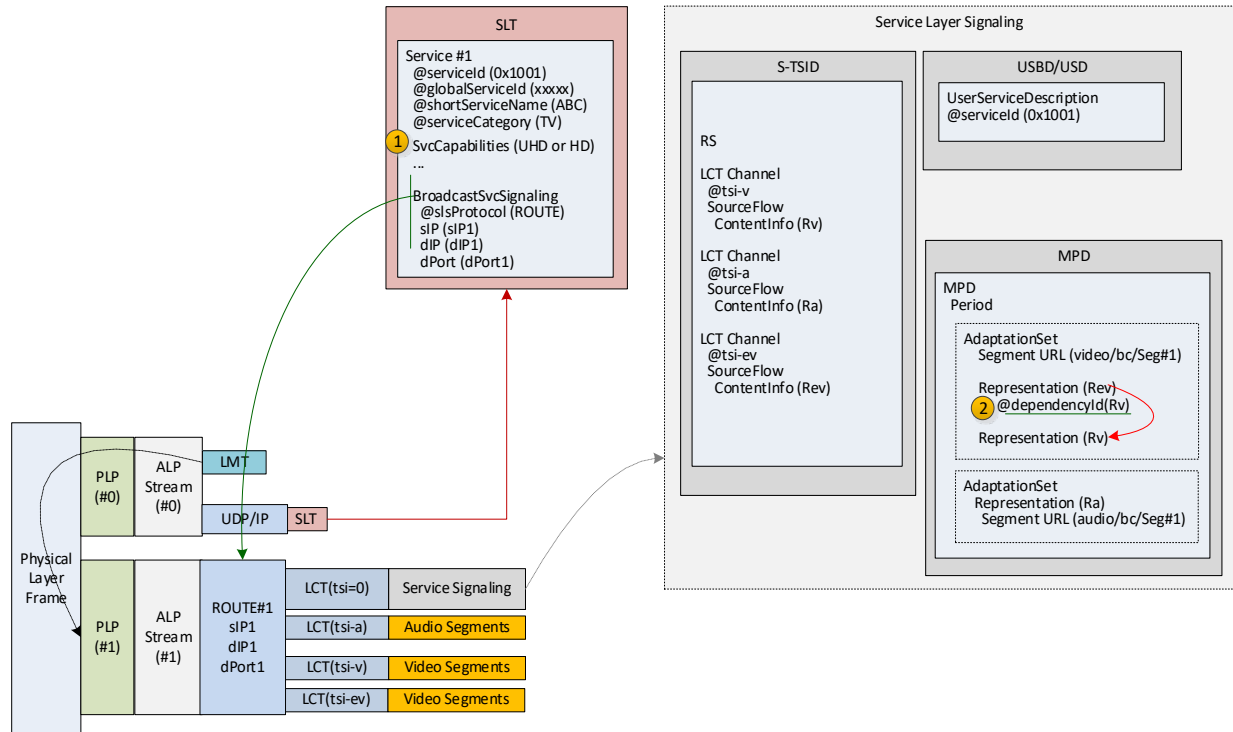 SLT
Service #1
@serviceId (0x1001)
@globalServiceId (xxxxx)
@shortServiceName (ABC)
@serviceCategory (TV)
1
SvcCapabilities (UHD or HD)
...
BroadcastSvcSignaling
@slsProtocol (ROUTE)
sIP (sIP1)
dIP (dIP1)
dPort (dPort1)
Service Layer Signaling
S-TSID
RS
LCT Channel
@tsi-v
SourceFlow
ContentInfo (Rv)
LCT Channel
@tsi-a
SourceFlow
ContentInfo (Ra)
LCT Channel
@tsi-ev
SourceFlow
ContentInfo (Rev)
USBD/USD
UserServiceDescription
@serviceId (0x1001)
MPD
MPD
Period
AdaptationSet
Segment URL (video/bc/Seg#1)
Representation (Rev)
2
@dependencyId(Rv)
Representation (Rv)
AdaptationSet
Representation (Ra)
Segment URL (audio/bc/Seg#1)
Physical
Layer
Frame
PLP
(#0)
ALP
Stream
(#0)
LMT
UDP/IP
SLT
PLP
(#1)
ALP
Stream
(#1)
ROUTE#1
sIP1
dIP1
dPort1
LCT(tsi=0)
Service Signaling
LCT(tsi-a)
Audio Segments
LCT(tsi-v)
Video Segments
LCT(tsi-ev)
Video Segments